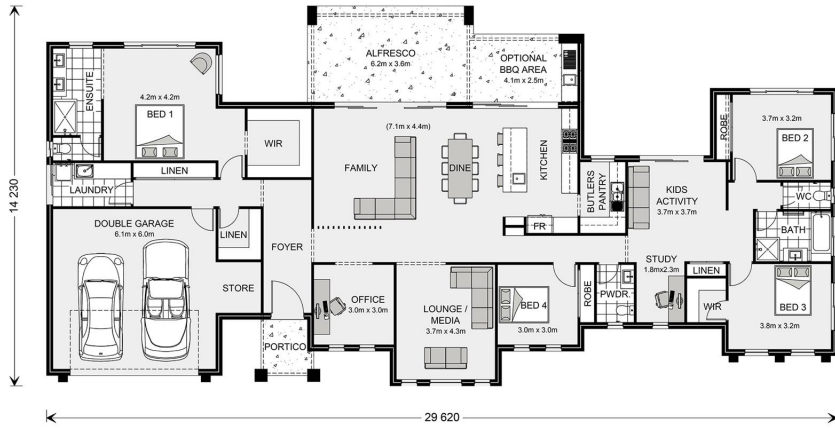 ALFRESCO
6.2m x 3.6m
OPTIONAL
BBQ AREA
4.1m x 2.5m
ENSUITE
4.2m x 4.2m
BED 1
WIR
(7.1m x 4.4m)
FAMILY
DINE
KITCHEN
ROBE
3.7m x 3.2m
BED 2
LINEN
LAUNDRY
BUTLERS
PANTRY
KIDS
ACTIVITY
3.7m x 3.7m
WC
BATH
14 230
DOUBLE GARAGE
6.1m x 6.0m
LINEN
FOYER
FR
STUDY
1.8mx2.3m
LINEN
STORE
OFFICE
3.0m x 3.0m
LOUNGE /
MEDIA
3.7m x 4.3m
BED 4
3.0m x 3.0m
ROBE
PWDR.
WIR
BED 3
3.8m x 3.2m
PORTICO
29 620